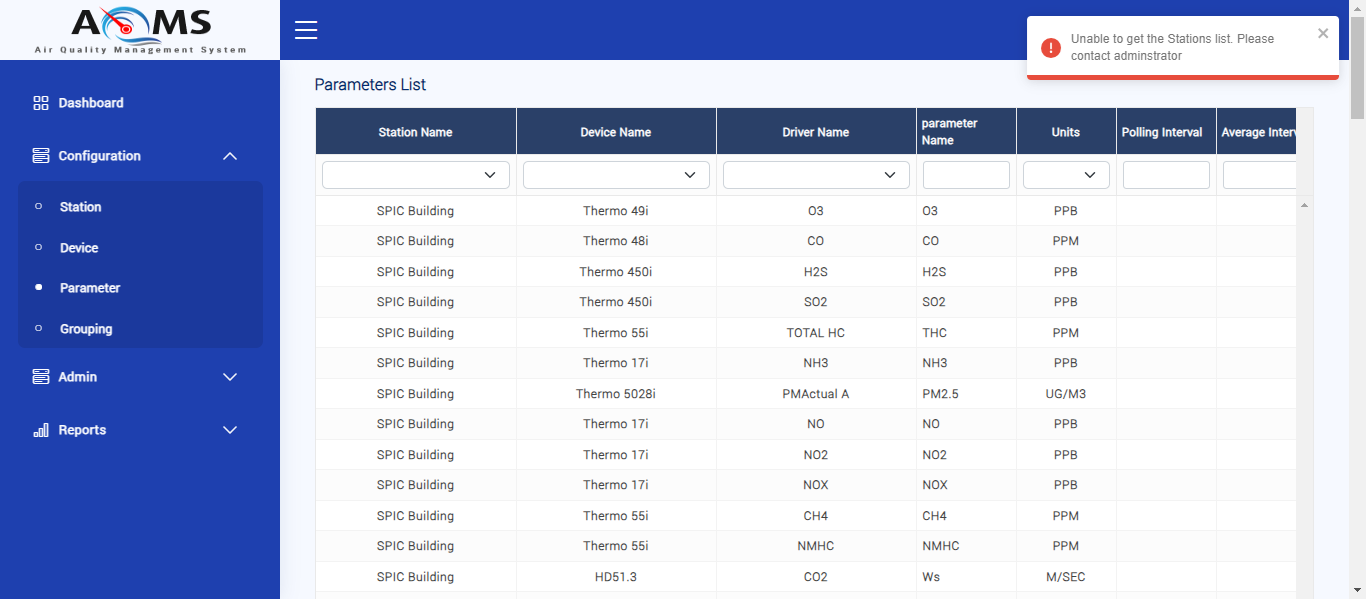 AQMS
Air Quality Management System
Unable to get the Stations list. Please
contact adminstrator
Dashboard
Configuration
Station
Device
Parameter
Grouping
Admin
Reports
Parameters List
Station Name Device Name Driver Name parameter Name Units Polling Interval Average Interv
SPIC Building Thermo 49i O3 O3 PPB
SPIC Building Thermo 48i CO CO PPM
SPIC Building Thermo 450i H2S H2S PPB
SPIC Building Thermo 450i SO2 SO2 PPB
SPIC Building Thermo 55i TOTAL HC THC PPM
SPIC Building Thermo 17i NH3 NH3 PPB
SPIC Building Thermo 5028i PMActual A PM2.5 UG/M3
SPIC Building Thermo 17i NO NO PPB
SPIC Building Thermo 17i NO2 NO2 PPB
SPIC Building Thermo 17i NOX NOX PPB
SPIC Building Thermo 55i CH4 CH4 PPM
SPIC Building Thermo 55i NMHC NMHC PPM
SPIC Building HD51.3 CO2 Ws M/SEC